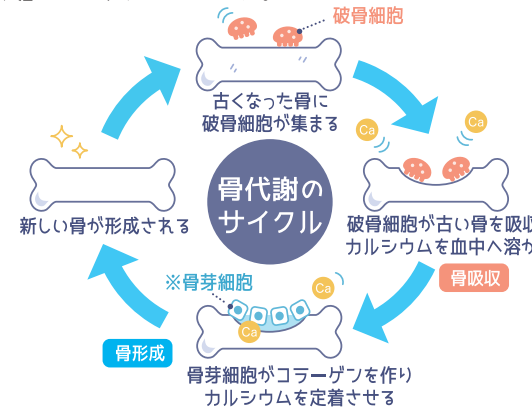 破骨細胞
古くなった骨に
破骨細胞が集まる
Ca
Ca
骨代謝の
サイクル
新しい骨が形成される
破骨細胞が古い骨を吸収
カルシウムを血中へ溶か
骨吸収
※骨芽細胞
Ca
Ca
骨形成
骨芽細胞がコラーゲンを作り
カルシウムを定着させる